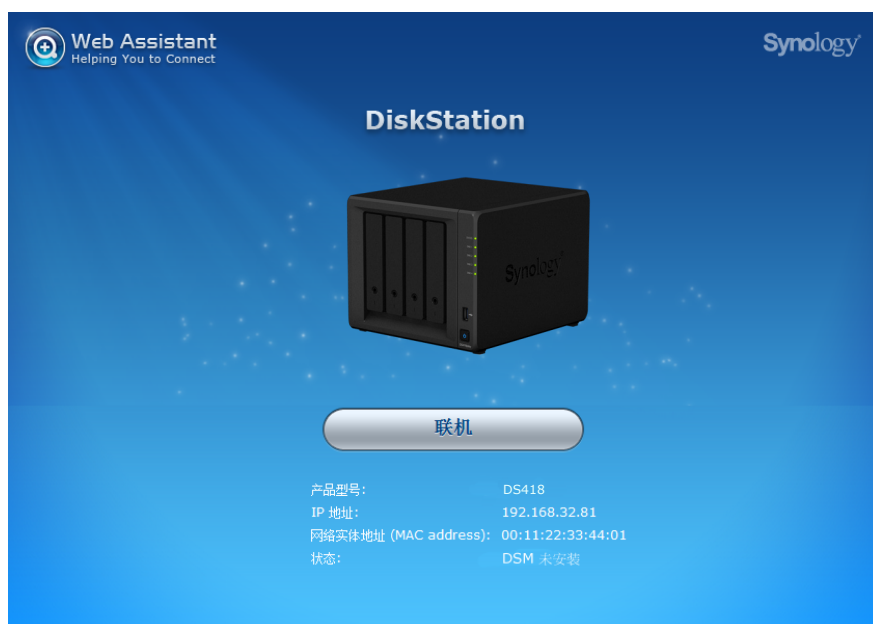 Web Assistant
Helping You to Connect
Synology
DiskStation
Synology
联机
产品型号: DS418
IP 地址: 192.168.32.81
网络实体地址 (MAC address): 00:11:22:33:44:01
状态: DSM 未安装